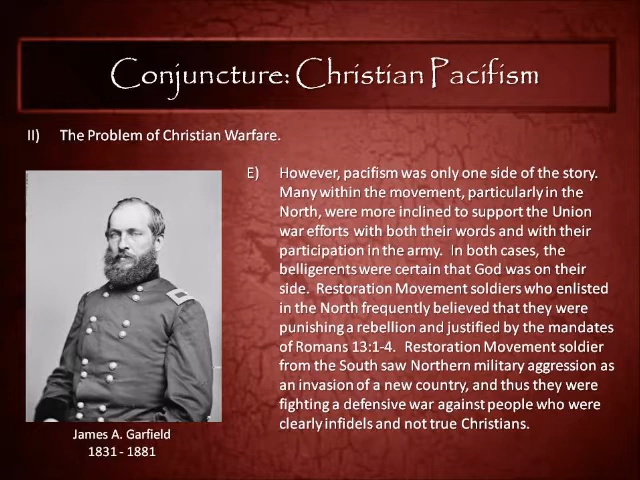 Conjuncture: Christian Pacifism
II) The Problem of Christian Warfare.
E) However, pacifism was only one side of the story.
Many within the movement, particularly in the
North, were more inclined to support the Union
war efforts with both their words and with their
participation in the army. In both cases, the
belligerents were certain that God was on their
side. Restoration Movement soldiers who enlisted
in the North frequently believed that they were
punishing a rebellion and justified by the mandates
of Romans 13:1-4. Restoration Movement soldier
from the South saw Northern military aggression as
an invasion of a new country, and thus they were
fighting a defensive war against people who were
clearly infidels and not true Christians.
James A. Garfield
1831 - 1881